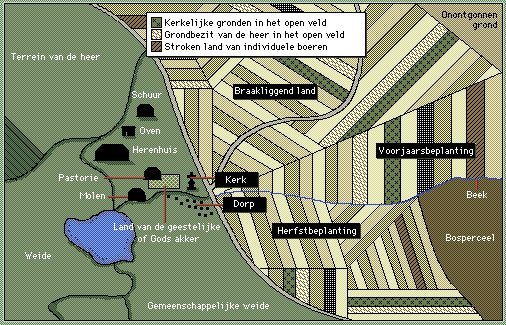 Kerkelijke gronden in het open veld
Grondbezit van de heer in het open veld
Stroken land van individuele boeren
Onontgonnen
grond
Terrein van de heer
Schuur
Braakliggend land
Oven
Herenhuis
Voorjaarsbeplanting
Pastorie
Kerk
Molen
Beek
Dorp
Land van de geestelijke
of Gods akker
Herfstbeplanting
Bosperceel
Weide
Gemeenschappelijke weide